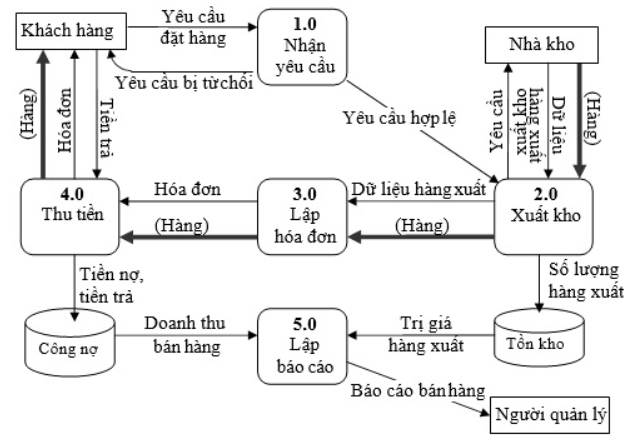 Khách hàng
Yêu cầu
đặt hàng
1.0
Nhận
yêu cầu
Nhà kho
Yêu cầu bị từ chối
(Hàng)
Hóa đơn
Tiền trả
Yêu cầu hợp lệ
Yêu cầu
hàng xuất
xuất kho
Dữ liệu
(Hàng)
4.0
Thu tiền
Hóa đơn
(Hàng)
3.0
Lập
hóa đơn
Dữ liệu hàng xuất
(Hàng)
2.0
Xuất kho
Tiền nợ,
tiền trả
Số lượng
hàng xuất
Công nợ
Doanh thu
bán hàng
5.0
Lập
báo cáo
Trị giá
hàng xuất
Tồn kho
Báo cáo bán hàng
Người quản lý